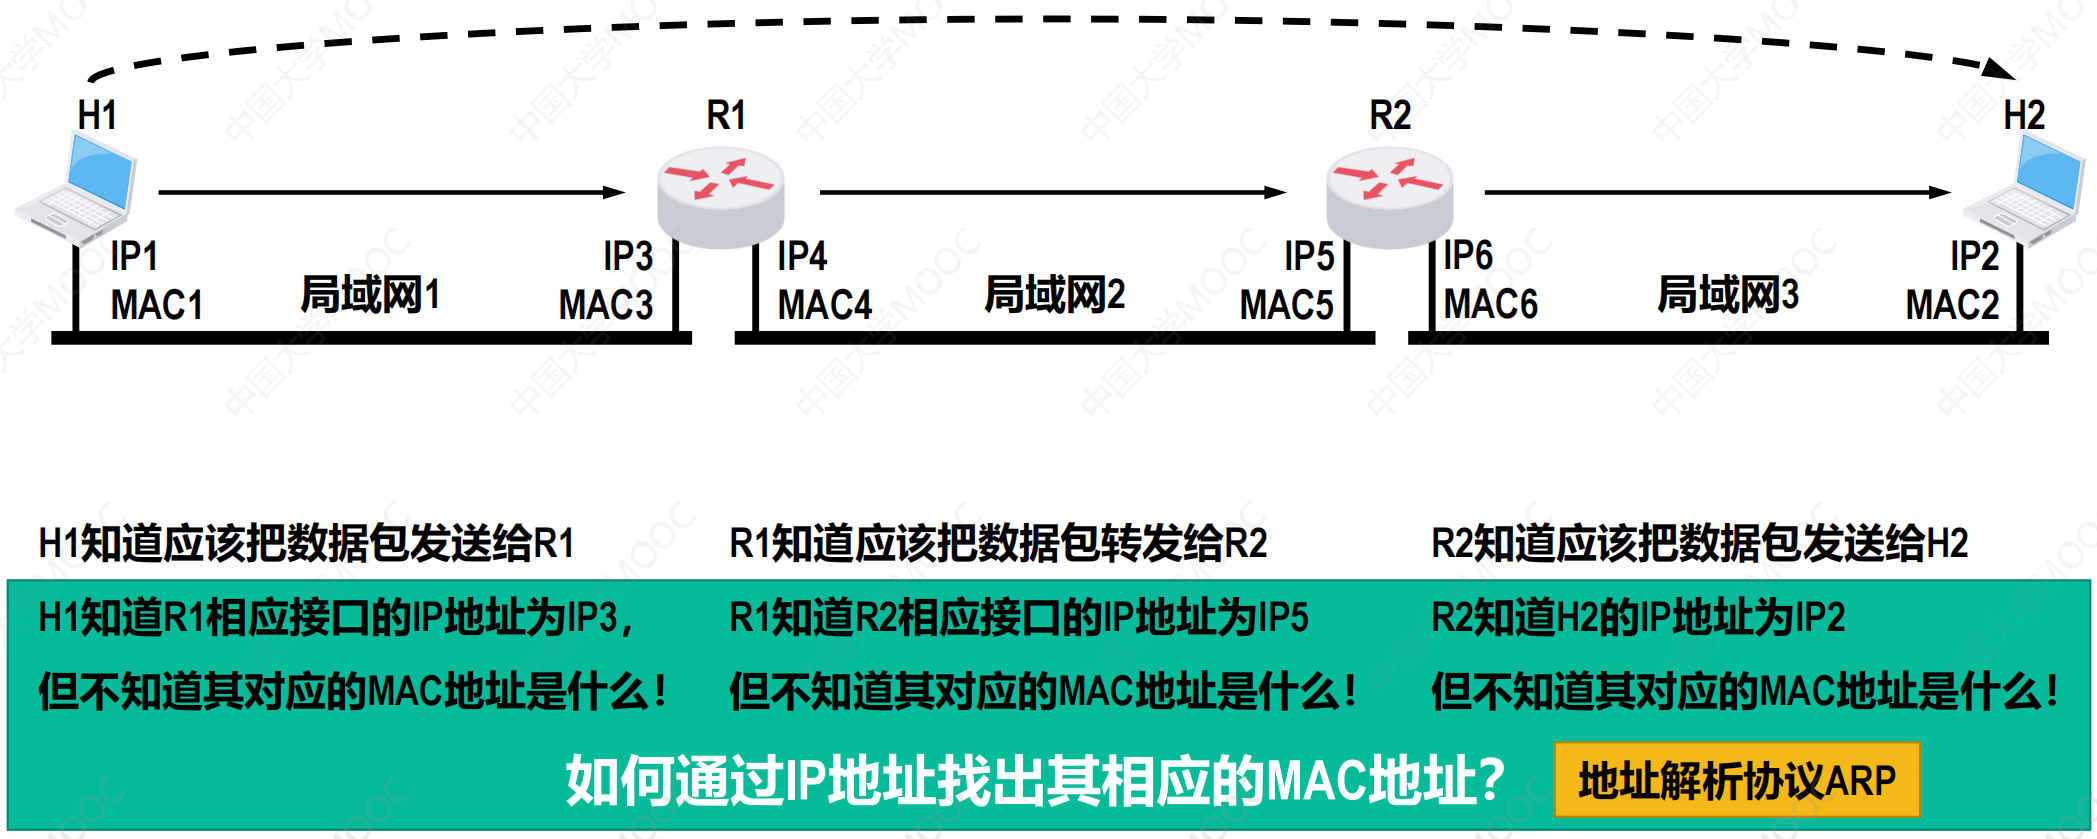 H1
R1
R2
H2
IP1
MAC1
局域网1
IP3
MAC3
IP4
MAC4
局域网2
IP5
MAC5
IP6
MAC6
局域网3
IP2
MAC2
H1知道应该把数据包发送给R1
H1知道R1相应接口的IP地址为IP3，
但不知道其对应的MAC地址是什么！
R1知道应该把数据包转发给R2
R1知道R2相应接口的IP地址为IP5
但不知道其对应的MAC地址是什么！
R2知道应该把数据包发送给H2
R2知道H2的IP地址为IP2
但不知道其对应的MAC地址是什么！
如何通过IP地址找出其相应的MAC地址？
地址解析协议ARP
中国大学MOOC